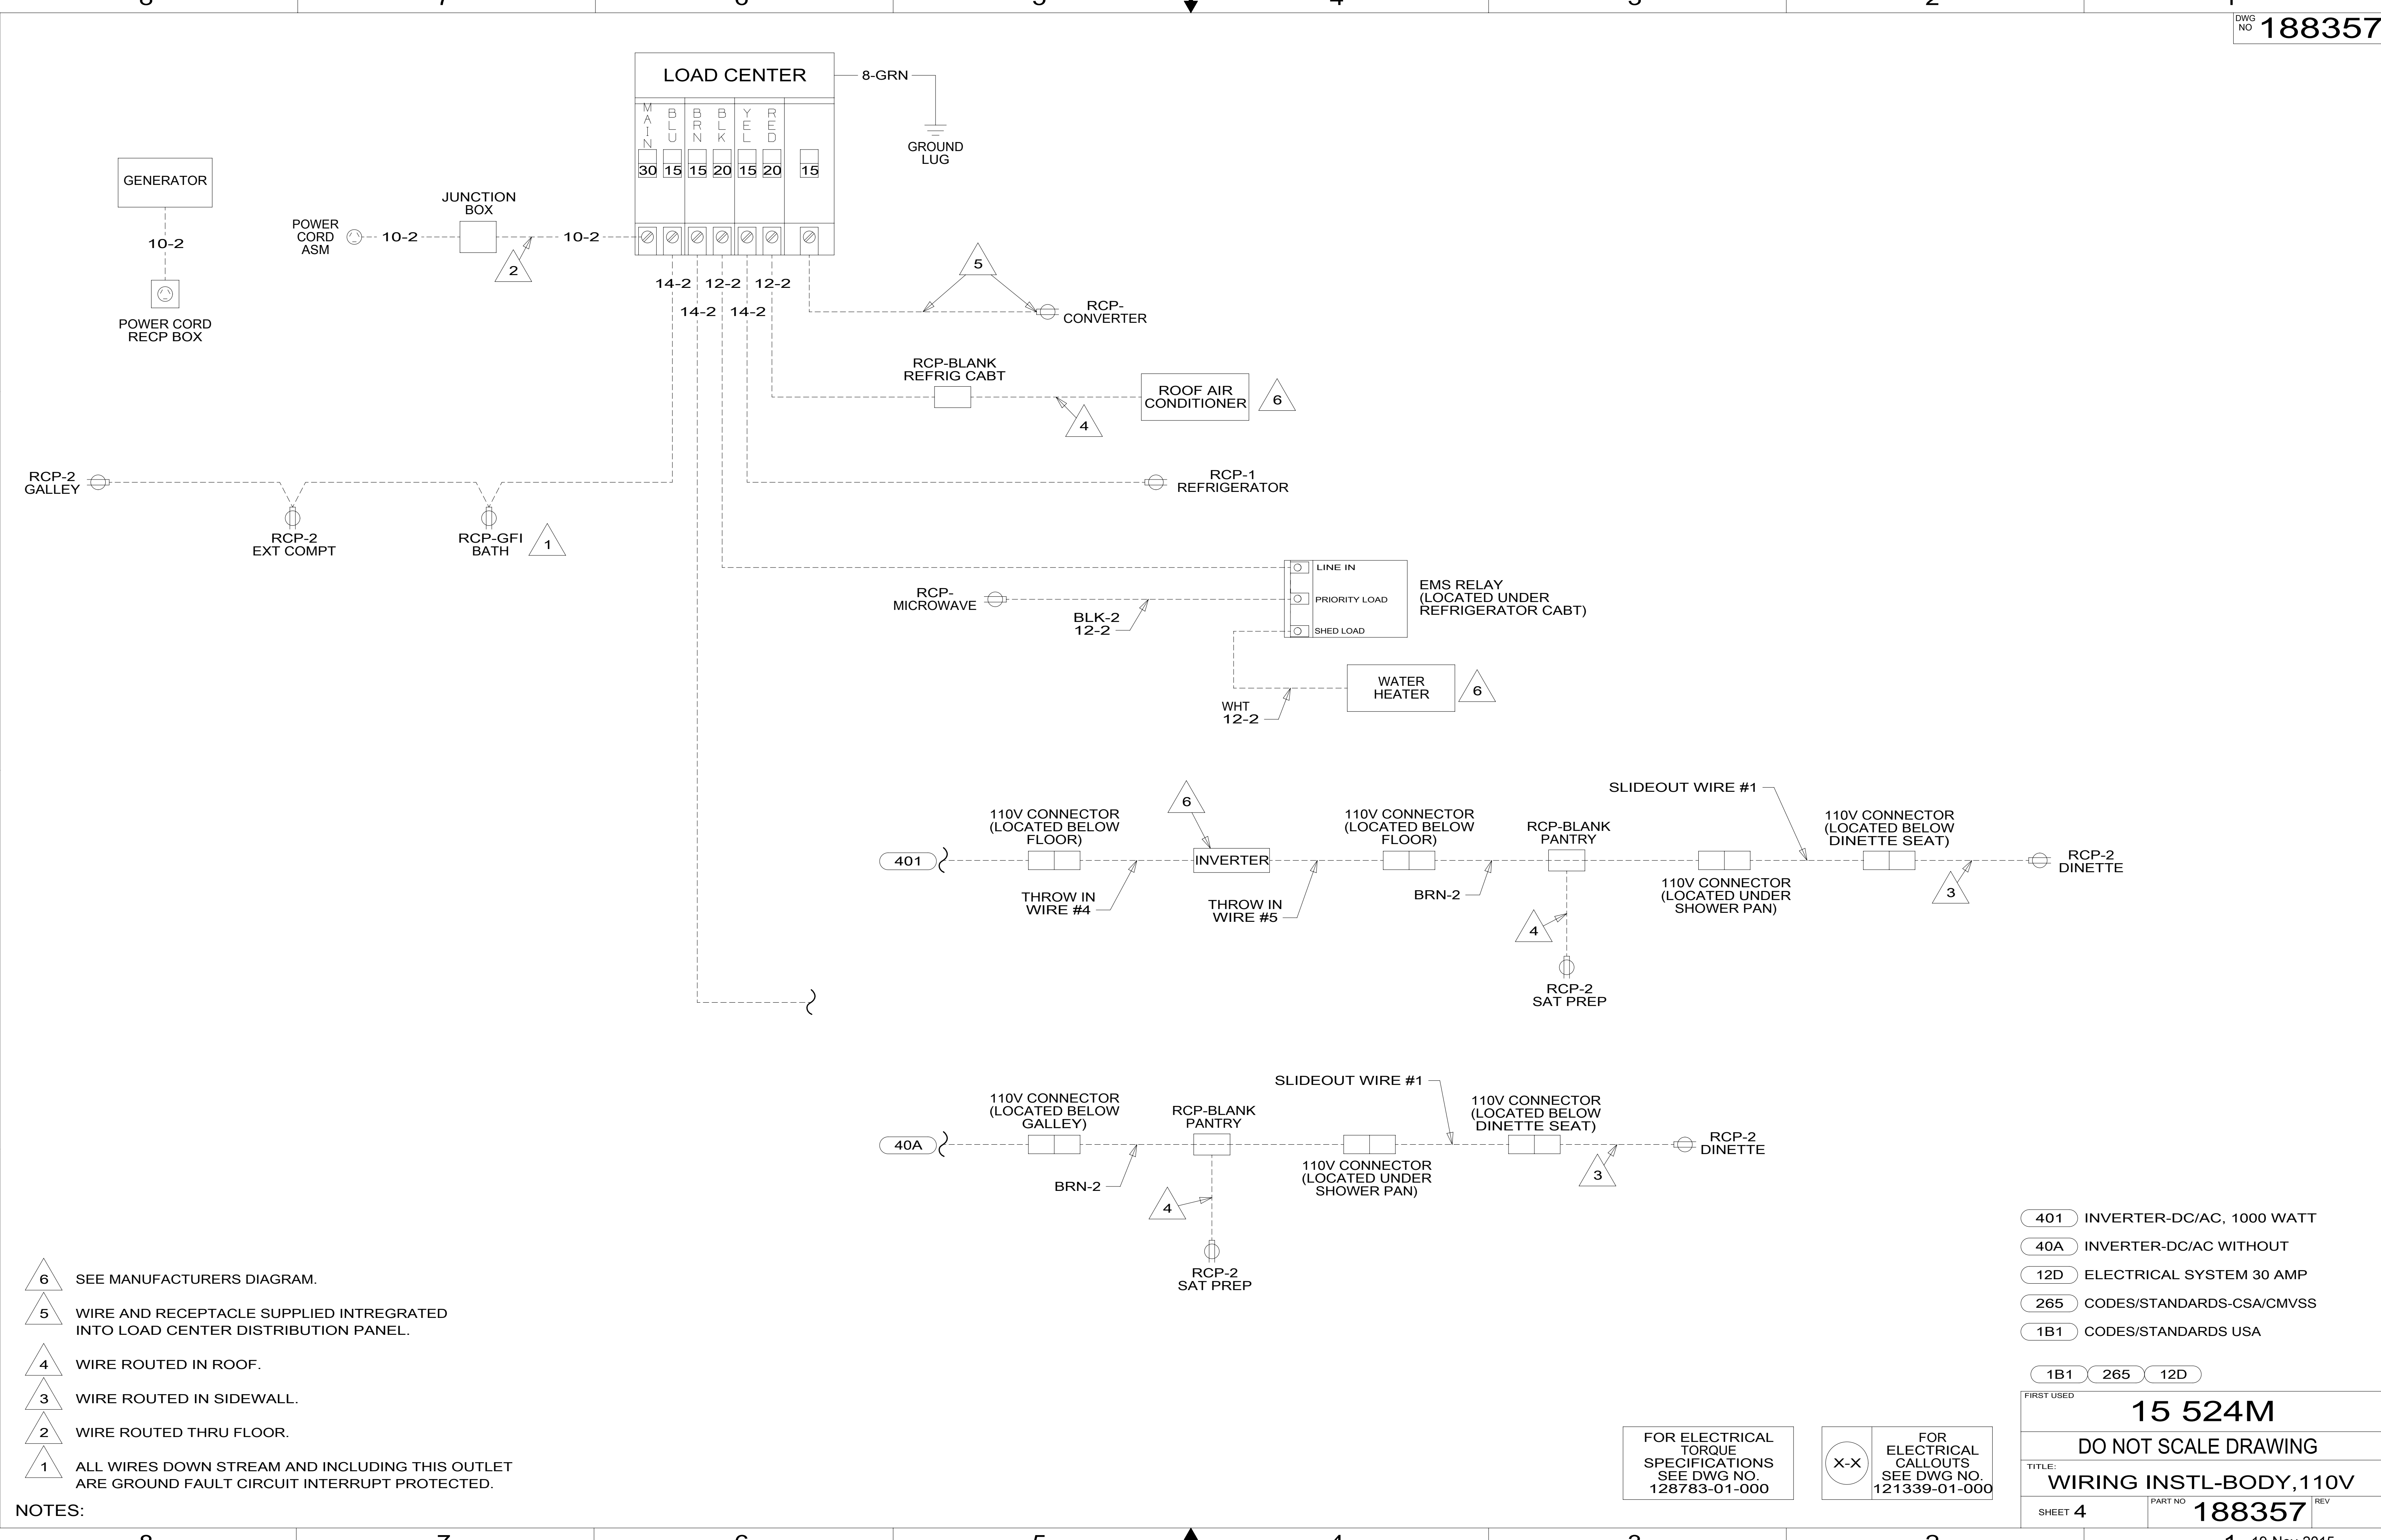 DWG
NO 188357
LOAD CENTER
8-GRN
GROUND
LUG
MAIN
BLU
BRN
BLK
YEL
RED
30 15 15 20 15 20 15
GENERATOR
10-2
POWER CORD
RECP BOX
POWER
CORD
ASM
10-2
JUNCTION
BOX
10-2
2
14-2 12-2 12-2
14-2 14-2
5
RCP-
CONVERTER
RCP-BLANK
REFRIG CABT
4
ROOF AIR
CONDITIONER
6
RCP-2
GALLEY
RCP-2
EXT COMPT
RCP-GFI
BATH
1
RCP-1
REFRIGERATOR
LINE IN
PRIORITY LOAD
SHED LOAD
EMS RELAY
(LOCATED UNDER
REFRIGERATOR CABT)
RCP-
MICROWAVE
BLK-2
12-2
WATER
HEATER
6
WHT
12-2
401
110V CONNECTOR
(LOCATED BELOW
FLOOR)
THROW IN
WIRE #4
6
INVERTER
THROW IN
WIRE #5
110V CONNECTOR
(LOCATED BELOW
FLOOR)
BRN-2
RCP-BLANK
PANTRY
4
RCP-2
SAT PREP
110V CONNECTOR
(LOCATED UNDER
SHOWER PAN)
SLIDEOUT WIRE #1
110V CONNECTOR
(LOCATED BELOW
DINETTE SEAT)
3
RCP-2
DINETTE
40A
110V CONNECTOR
(LOCATED BELOW
GALLEY)
BRN-2
RCP-BLANK
PANTRY
4
RCP-2
SAT PREP
110V CONNECTOR
(LOCATED UNDER
SHOWER PAN)
SLIDEOUT WIRE #1
110V CONNECTOR
(LOCATED BELOW
DINETTE SEAT)
3
RCP-2
DINETTE
6 SEE MANUFACTURERS DIAGRAM.
5 WIRE AND RECEPTACLE SUPPLIED INTREGRATED
INTO LOAD CENTER DISTRIBUTION PANEL.
4 WIRE ROUTED IN ROOF.
3 WIRE ROUTED IN SIDEWALL.
2 WIRE ROUTED THRU FLOOR.
1 ALL WIRES DOWN STREAM AND INCLUDING THIS OUTLET
ARE GROUND FAULT CIRCUIT INTERRUPT PROTECTED.
NOTES:
401 INVERTER-DC/AC, 1000 WATT
40A INVERTER-DC/AC WITHOUT
12D ELECTRICAL SYSTEM 30 AMP
265 CODES/STANDARDS-CSA/CMVSS
1B1 CODES/STANDARDS USA
1B1 265 12D
FOR ELECTRICAL
TORQUE
SPECIFICATIONS
SEE DWG NO.
128783-01-000
X-X
FOR
ELECTRICAL
CALLOUTS
SEE DWG NO.
121339-01-000
FIRST USED
15 524M
DO NOT SCALE DRAWING
TITLE:
WIRING INSTL-BODY,110V
SHEET 4
PART NO 188357
REV